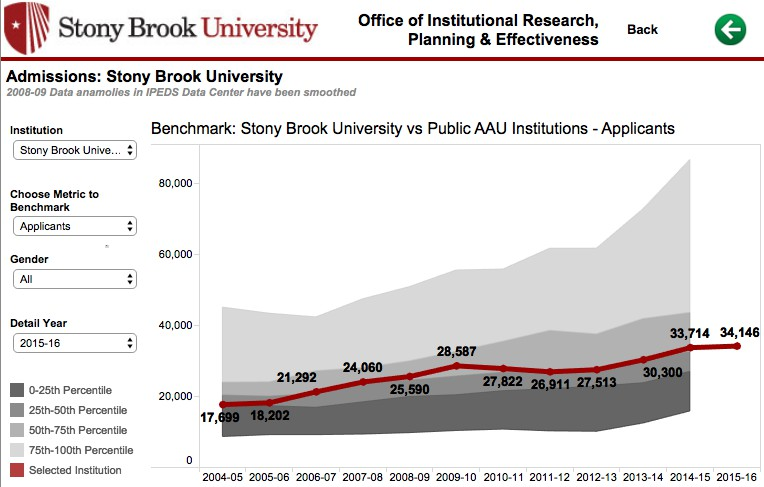 Stony Brook University
Office of Institutional Research,
Planning & Effectiveness
Back
Admissions: Stony Brook University
2008-09 Data anamolies in IPEDS Data Center have been smoothed
Institution
Stony Brook Unive...
Choose Metric to
Benchmark
Applicants
Gender
All
Detail Year
2015-16
0-25th Percentile
25th-50th Percentile
50th-75th Percentile
75th-100th Percentile
Selected Institution
Benchmark: Stony Brook University vs Public AAU Institutions - Applicants
80,000
60,000
40,000
20,000
0
17,699
18,202
21,292
24,060
25,590
28,587
27,822
26,911
27,513
30,300
33,714
34,146
2004-05 2005-06 2006-07 2007-08 2008-09 2009-10 2010-11 2011-12 2012-13 2013-14 2014-15 2015-16